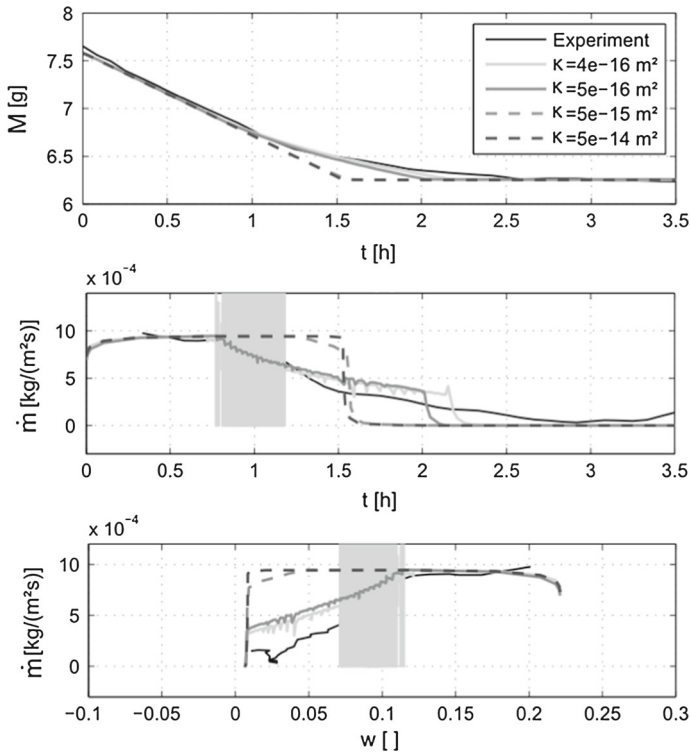 8
7.5
7
6.5
6
M [g]
Experiment
K=4e−16 m²
K=5e−16 m²
K=5e−15 m²
K=5e−14 m²
0 0.5 1 1.5 2 2.5 3 3.5
t [h]
x 10⁻⁴
10
5
0
ṁ [kg/(m²s)]
0 0.5 1 1.5 2 2.5 3 3.5
t [h]
x 10⁻⁴
10
5
0
ṁ [kg/(m²s)]
−0.1 −0.05 0 0.05 0.1 0.15 0.2 0.25 0.3
w [ ]